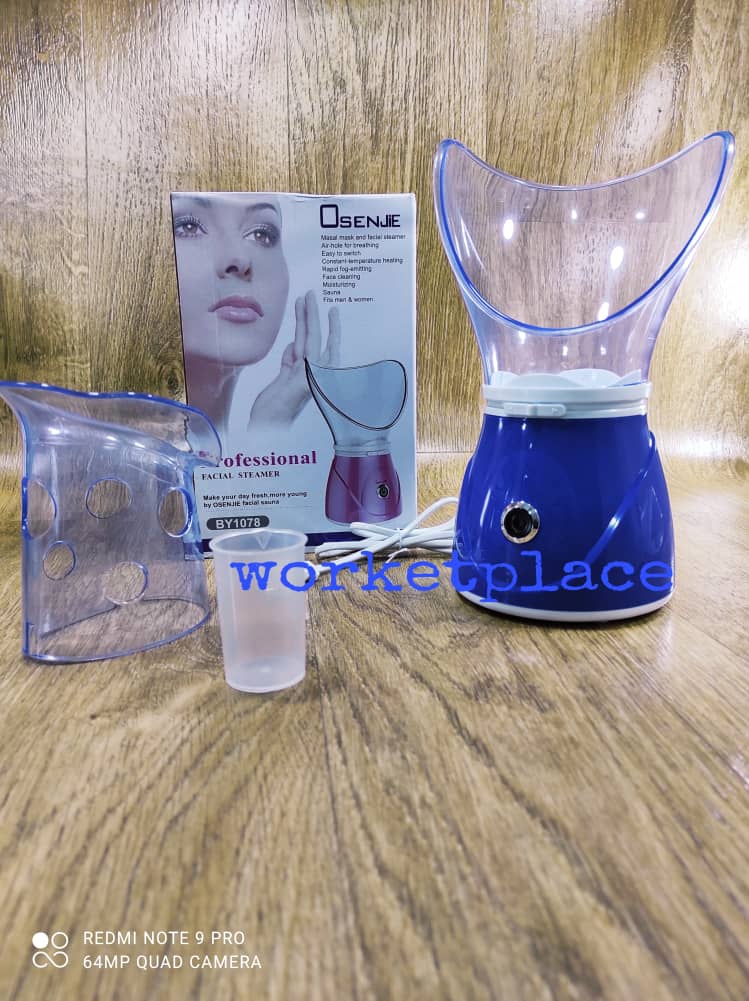 OSENJIE
Masal mask and facial steamer
Air-hole for breathing
Easy to switch
Constant-temperature heating
Rapid fog-emitting
Face cleaning
Moisturizing
Sauna
Fits man & women
Professional
FACIAL STEAMER
Make your day fresh,more young
by OSENJIE facial sauna
BY1078
worketplace
REDMI NOTE 9 PRO
64MP QUAD CAMERA